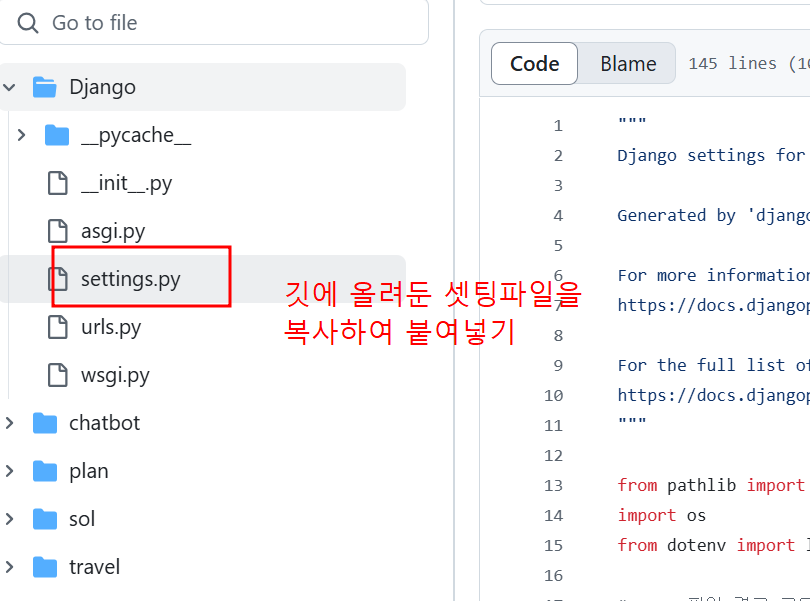 Go to file
Django
__pycache__
__init__.py
asgi.py
settings.py
urls.py
wsgi.py
chatbot
plan
sol
travel
깃에 올려둔 셋팅파일을
복사하여 붙여넣기
Code Blame 145 lines
1 """
2 Django settings for
3
4 Generated by 'django
5
6 For more information
7 https://docs.djangop
8
9 For the full list of
10 https://docs.djangop
11 """
12
13 from pathlib import
14 import os
15 from dotenv import
16